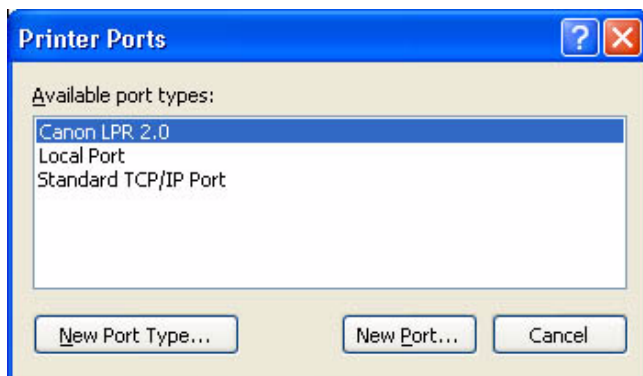 Printer Ports
Available port types:
Canon LPR 2.0
Local Port
Standard TCP/IP Port
New Port Type... New Port... Cancel